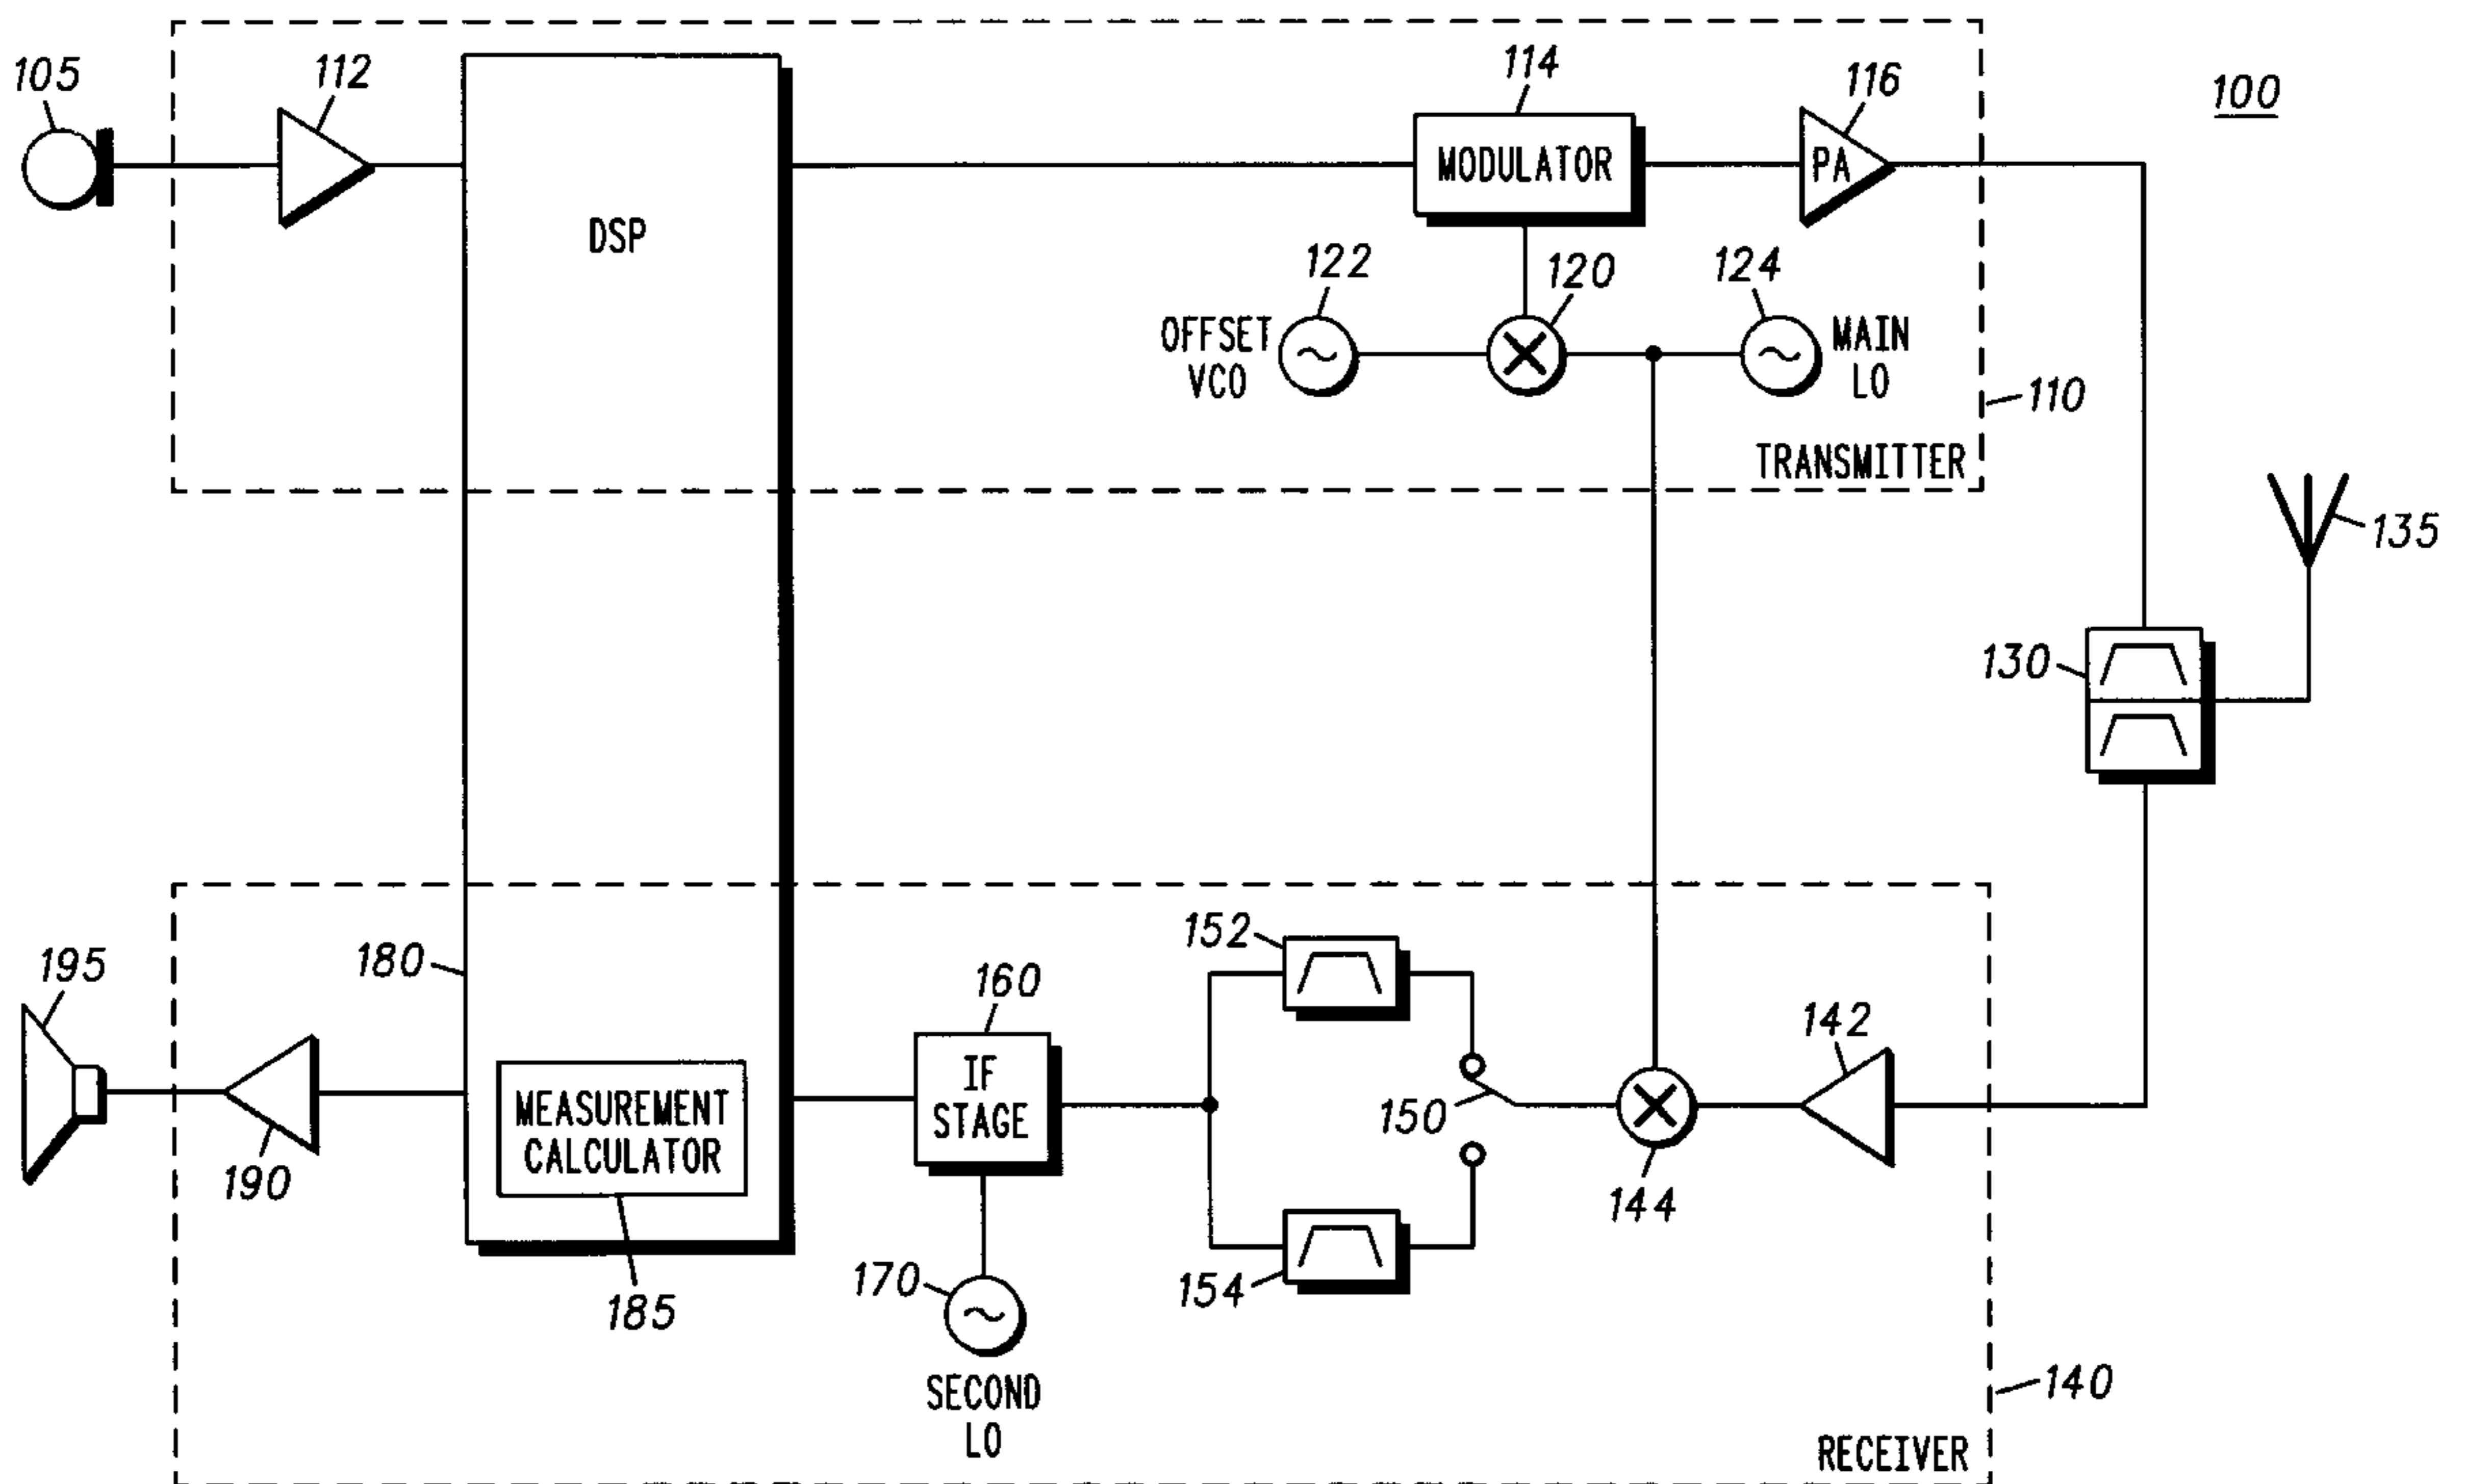 105
112
114
116
100
DSP
MODULATOR
PA
122
120
124
OFFSET
VCO
MAIN
LO
110
TRANSMITTER
135
130
195
180
160
152
142
IF
STAGE
150
MEASUREMENT
CALCULATOR
190
144
170
154
185
SECOND
LO
140
RECEIVER